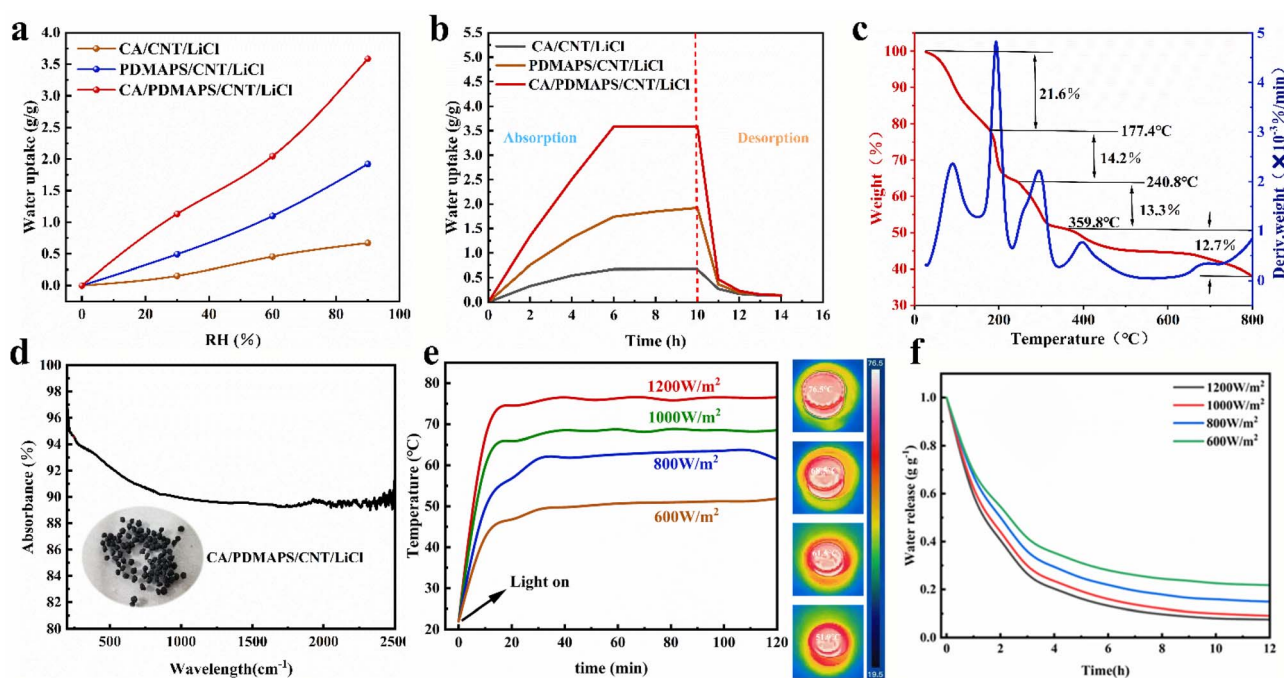 a
4.0
3.5
3.0
2.5
2.0
1.5
1.0
0.5
0.0
Water uptake (g/g)
CA/CNT/LiCl
PDMAPS/CNT/LiCl
CA/PDMAPS/CNT/LiCl
0 20 40 60 80 100
RH (%)
b
5.5
5.0
4.5
4.0
3.5
3.0
2.5
2.0
1.5
1.0
0.5
0.0
Water uptake (g/g)
CA/CNT/LiCl
PDMAPS/CNT/LiCl
CA/PDMAPS/CNT/LiCl
Absorption
Desorption
0 2 4 6 8 10 12 14 16
Time (h)
c
100
90
80
70
60
50
40
30
Weight (%)
21.6%
177.4℃
14.2%
240.8℃
13.3%
359.8℃
12.7%
5
4
3
2
1
0
Deriv.weight (×10⁻³%/min)
0 200 400 600 800
Temperature (℃)
d
100
98
96
94
92
90
88
86
84
82
80
Absorbance (%)
CA/PDMAPS/CNT/LiCl
500 1000 1500 2000 2500
Wavelength(cm⁻¹)
e
80
70
60
50
40
30
20
Temperature (℃)
1200W/m²
1000W/m²
800W/m²
600W/m²
Light on
0 20 40 60 80 100 120
time (min)
76.5
76.5℃
51.9℃
19.5
f
1.0
0.8
0.6
0.4
0.2
0.0
Water release (g g⁻¹)
1200W/m²
1000W/m²
800W/m²
600W/m²
0 2 4 6 8 10 12
Time(h)